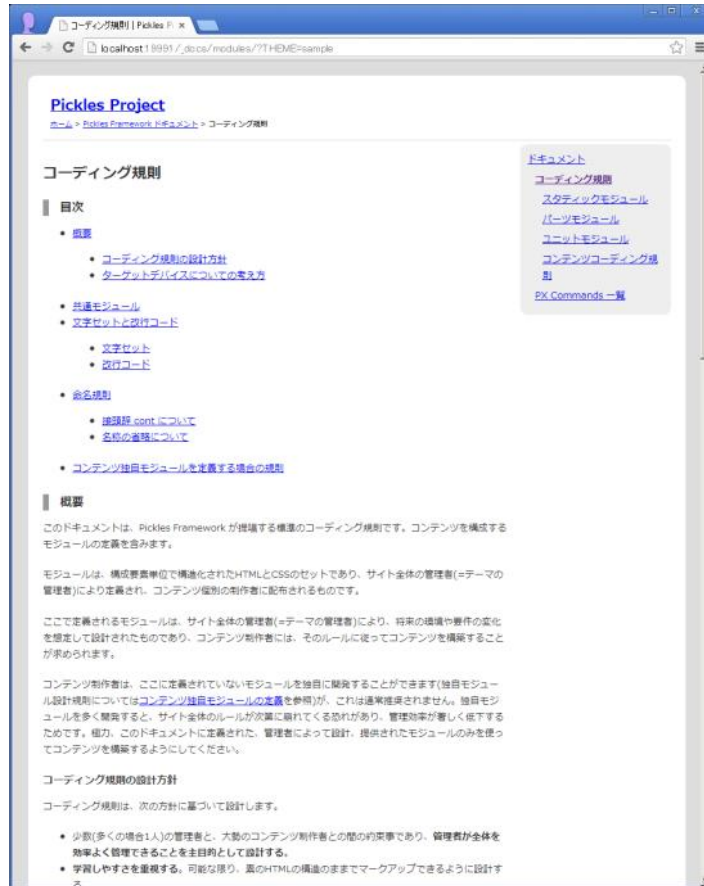 コーディング規則 | Pickles Fr
localhost:19991/_docs/modules/?THEME=sample
Pickles Project
ホーム > Pickles Framework ドキュメント > コーディング規則
コーディング規則
目次
概要
コーディング規則の設計方針
ターゲットデバイスについての考え方
共通モジュール
文字セットと改行コード
文字セット
改行コード
命名規則
接頭辞 cont について
名称の省略について
コンテンツ独自モジュールを定義する場合の規則
概要
このドキュメントは、Pickles Framework が提唱する標準のコーディング規則です。コンテンツを構成する
モジュールの定義を含みます。
モジュールは、構成要素単位で構造化されたHTMLとCSSのセットであり、サイト全体の管理者(=テーマの
管理者)により定義され、コンテンツ個別の制作者に配布されるものです。
ここで定義されるモジュールは、サイト全体の管理者(=テーマの管理者)により、将来の環境や要件の変化
を想定して設計されたものであり、コンテンツ制作者には、そのルールに従ってコンテンツを構築すること
が求められます。
コンテンツ制作者は、ここに定義されていないモジュールを独自に開発することができます(独自モジュー
ル設計規則についてはコンテンツ独自モジュールの定義を参照)が、これは通常推奨されません。独自モジ
ュールを多く開発すると、サイト全体のルールが次第に崩れてくる恐れがあり、管理効率が著しく低下する
ためです。極力、このドキュメントに定義された、管理者によって設計、提供されたモジュールのみを使っ
てコンテンツを構築するようにしてください。
コーディング規則の設計方針
コーディング規則は、次の方針に基づいて設計します。
少数(多くの場合1人)の管理者と、大勢のコンテンツ制作者との間の約束事であり、管理者が全体を
効率よく管理できることを主目的として設計する。
学習しやすさを重視する。可能な限り、素のHTMLの構造のままでマークアップできるように設計す
る
ドキュメント
コーディング規則
スタティックモジュール
パーツモジュール
ユニットモジュール
コンテンツコーディング規
則
PX Commands 一覧